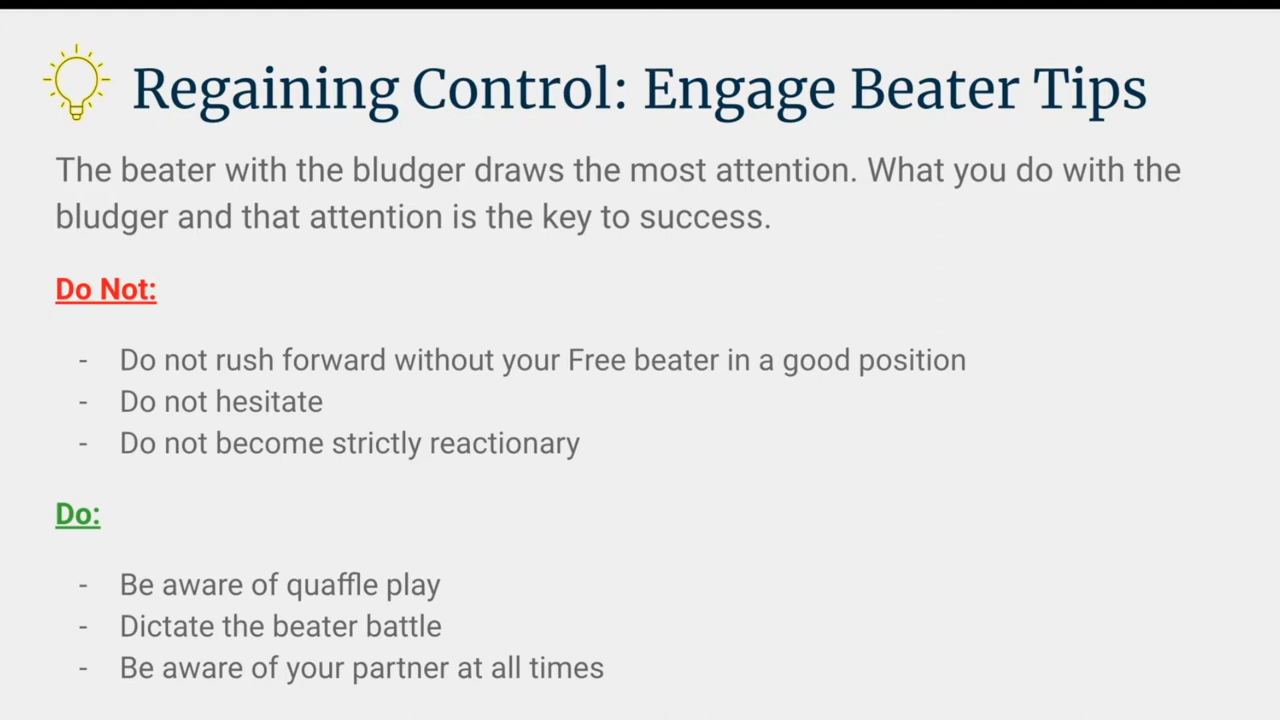 Regaining Control: Engage Beater Tips
The beater with the bludger draws the most attention. What you do with the
bludger and that attention is the key to success.
Do Not:
- Do not rush forward without your Free beater in a good position
- Do not hesitate
- Do not become strictly reactionary
Do:
- Be aware of quaffle play
- Dictate the beater battle
- Be aware of your partner at all times